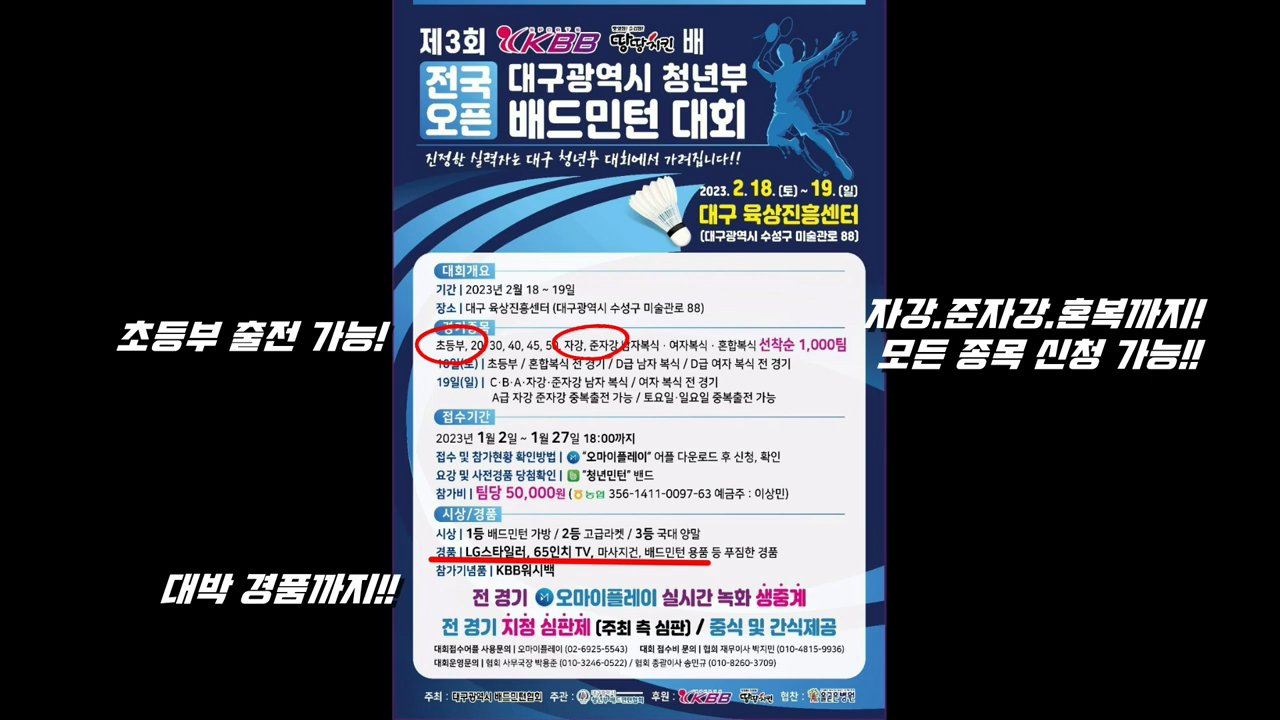 제3회 KBB 땅땅치킨 배
전국
오픈
대구광역시 청년부
배드민턴 대회
진정한 실력자는 대구 청년부 대회에서 가려집니다!!
2023. 2. 18. (토) ~ 19. (일)
대구 육상진흥센터
(대구광역시 수성구 미술관로 88)
대회개요
기간 | 2023년 2월 18 ~ 19일
장소 | 대구 육상진흥센터 (대구광역시 수성구 미술관로 88)
경기종목
초등부, 20, 30, 40, 45, 50, 자강, 준자강 남자복식 · 여자복식 · 혼합복식 선착순 1,000팀
18일(토) | 초등부 / 혼합복식 전 경기 / D급 남자 복식 / D급 여자 복식 전 경기
19일(일) | C·B·A·자강·준자강 남자 복식 / 여자 복식 전 경기
A급 자강 준자강 중복출전 가능 / 토요일·일요일 중복출전 가능
접수기간
2023년 1월 2일 ~ 1월 27일 18:00까지
접수 및 참가현황 확인방법 | "오마이플레이" 어플 다운로드 후 신청, 확인
요강 및 사전경품 당첨확인 | "청년민턴" 밴드
참가비 | 팀당 50,000원 (농협 356-1411-0097-63 예금주 : 이상민)
시상/경품
시상 | 1등 배드민턴 가방 / 2등 고급라켓 / 3등 국대 양말
경품 | LG스타일러, 65인치 TV, 마사지건, 배드민턴 용품 등 푸짐한 경품
참가기념품 | KBB워시백
전 경기 오마이플레이 실시간 녹화 생중계
전 경기 지정 심판제 (주최 측 심판) / 중식 및 간식제공
대회접수어플 사용문의 | 오마이플레이 (02-6925-5543) 대회 접수비 문의 | 협회 재무이사 박지민 (010-4815-9936)
대회운영문의 | 협회 사무국장 박용준 (010-3246-0522) / 협회 총괄이사 송민규 (010-8260-3709)
주최 : 대구광역시 배드민턴협회 주관 : 후원 : KBB 땅땅치킨 협찬 :
초등부 출전 가능!
자강.준자강.혼복까지!
모든 종목 신청 가능!!
대박 경품까지!!